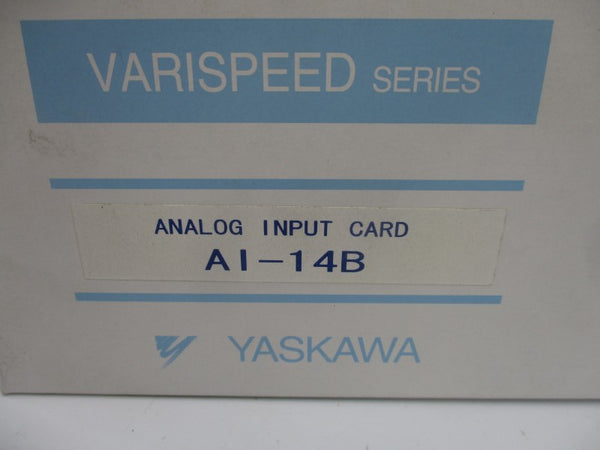 VARISPEED SERIES
ANALOG INPUT CARD
AI-14B
YASKAWA